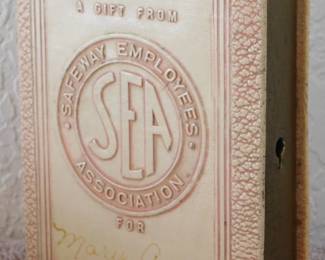 A GIFT FROM
· SAFEWAY EMPLOYEES ·
SEA
ASSOCIATION
FOR